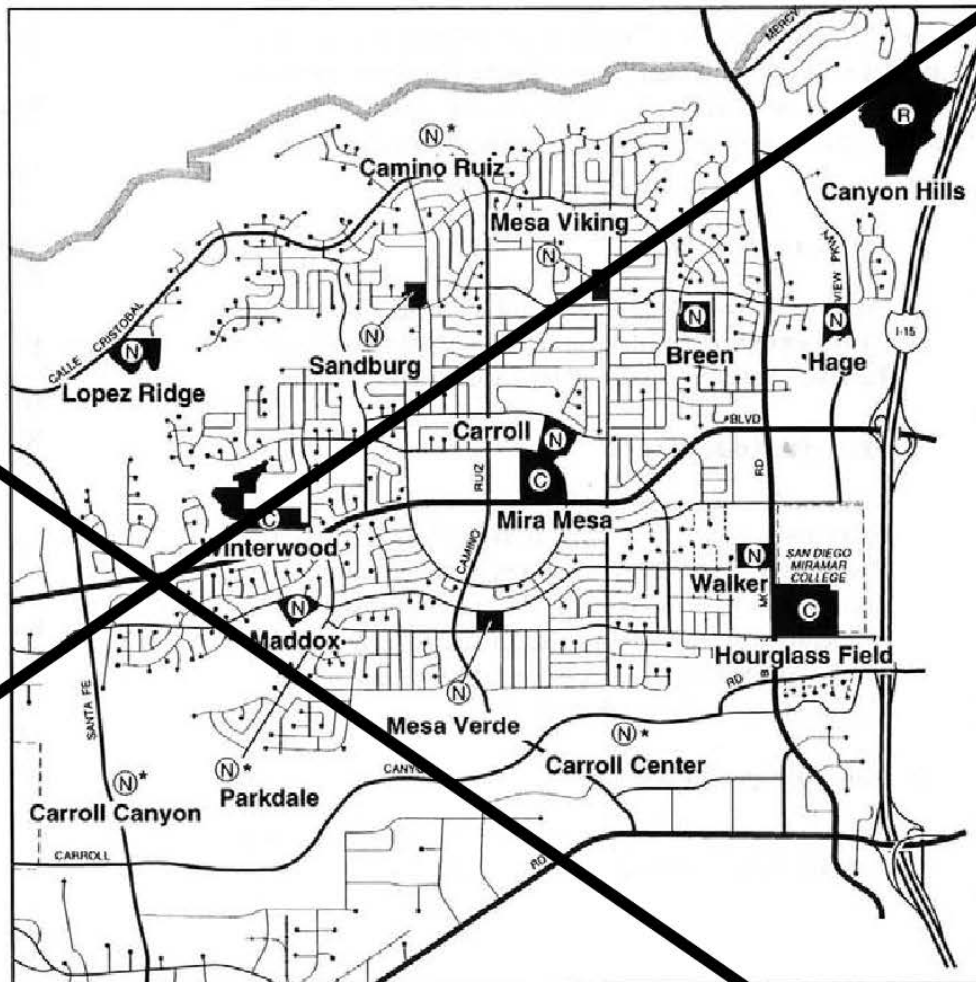 MERCY
R
N*
Camino Ruiz
Canyon Hills
Mesa Viking
N
VIEW PKWY
CALLE CRISTOBAL
N
N
N
I-15
N
Sandburg
Breen
Hage
Lopez Ridge
BLVD
Carroll
N
RD
RUIZ
C
C
Mira Mesa
Winterwood
CAMINO
N
SAN DIEGO
MIRAMAR
COLLEGE
Walker
N
C
Maddox
Hourglass Field
RD
N
SANTA FE
Mesa Verde
N*
Carroll Center
N*
N*
CANYO
Parkdale
Carroll Canyon
CARROLL
RD